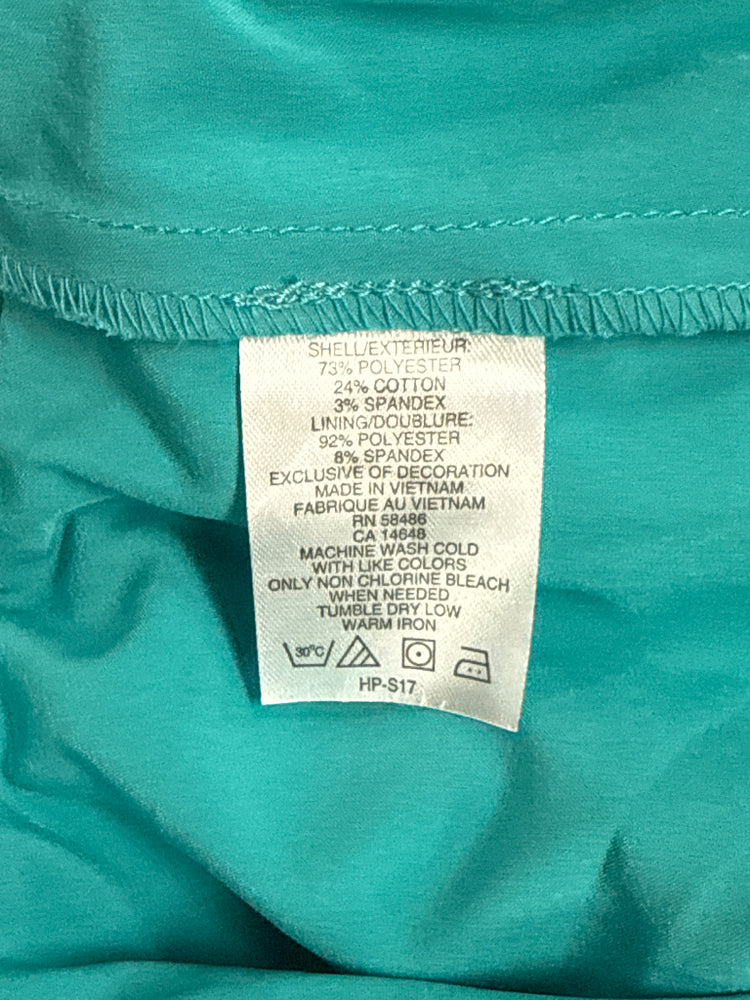 SHELL/EXTERIEUR:
73% POLYESTER
24% COTTON
3% SPANDEX
LINING/DOUBLURE:
92% POLYESTER
8% SPANDEX
EXCLUSIVE OF DECORATION
MADE IN VIETNAM
FABRIQUE AU VIETNAM
RN 58486
CA 14648
MACHINE WASH COLD
WITH LIKE COLORS
ONLY NON CHLORINE BLEACH
WHEN NEEDED
TUMBLE DRY LOW
WARM IRON
30°C
HP-S17